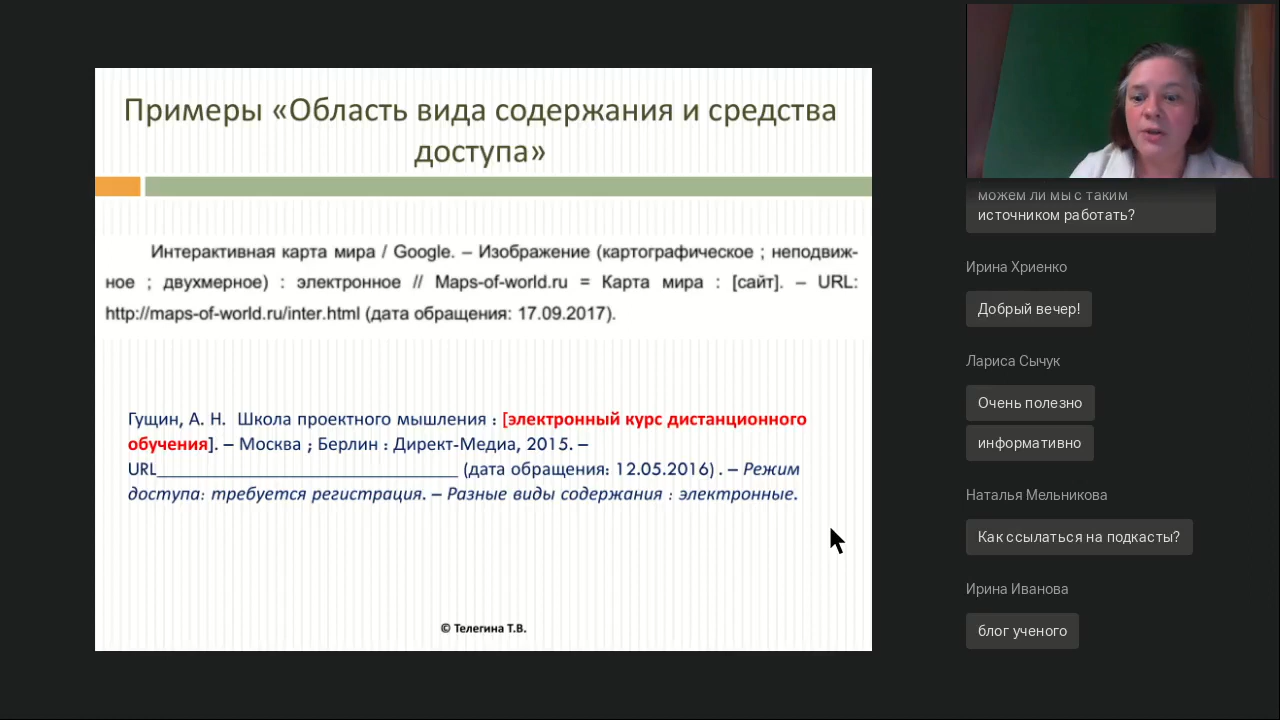 Примеры «Область вида содержания и средства
доступа»
Интерактивная карта мира / Google. – Изображение (картографическое ; неподвиж-
ное ; двухмерное) : электронное // Maps-of-world.ru = Карта мира : [сайт]. – URL:
http://maps-of-world.ru/inter.html (дата обращения: 17.09.2017).
Гущин, А. Н. Школа проектного мышления : [электронный курс дистанционного
обучения]. – Москва ; Берлин : Директ-Медиа, 2015. –
URL______________________________ (дата обращения: 12.05.2016) . – Режим
доступа: требуется регистрация. – Разные виды содержания : электронные.
© Телегина Т.В.
можем ли мы с таким
источником работать?
Ирина Хриенко
Добрый вечер!
Лариса Сычук
Очень полезно
информативно
Наталья Мельникова
Как ссылаться на подкасты?
Ирина Иванова
блог ученого